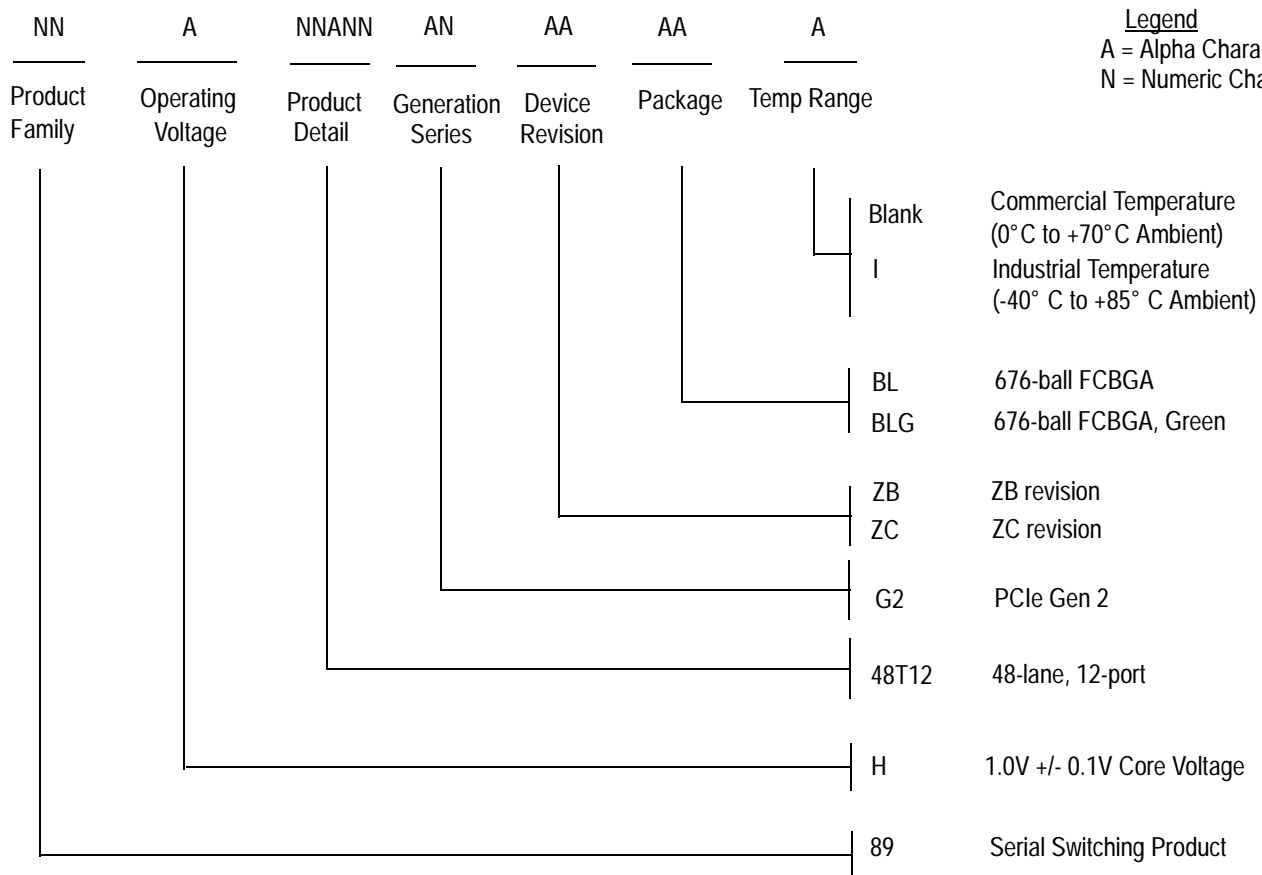 NN A NNANN AN AA AA A
Legend
A = Alpha
N = Numeric
Product Family
Operating Voltage
Product Detail
Generation Series
Device Revision
Package
Temp Range
Blank Commercial Temperature
(0°C to +70°C Ambient)
I Industrial Temperature
(-40° C to +85° C Ambient)
BL 676-ball FCBGA
BLG 676-ball FCBGA, Green
ZB ZB revision
ZC ZC revision
G2 PCIe Gen 2
48T12 48-lane, 12-port
H 1.0V +/- 0.1V Core Voltage
89 Serial Switching Product